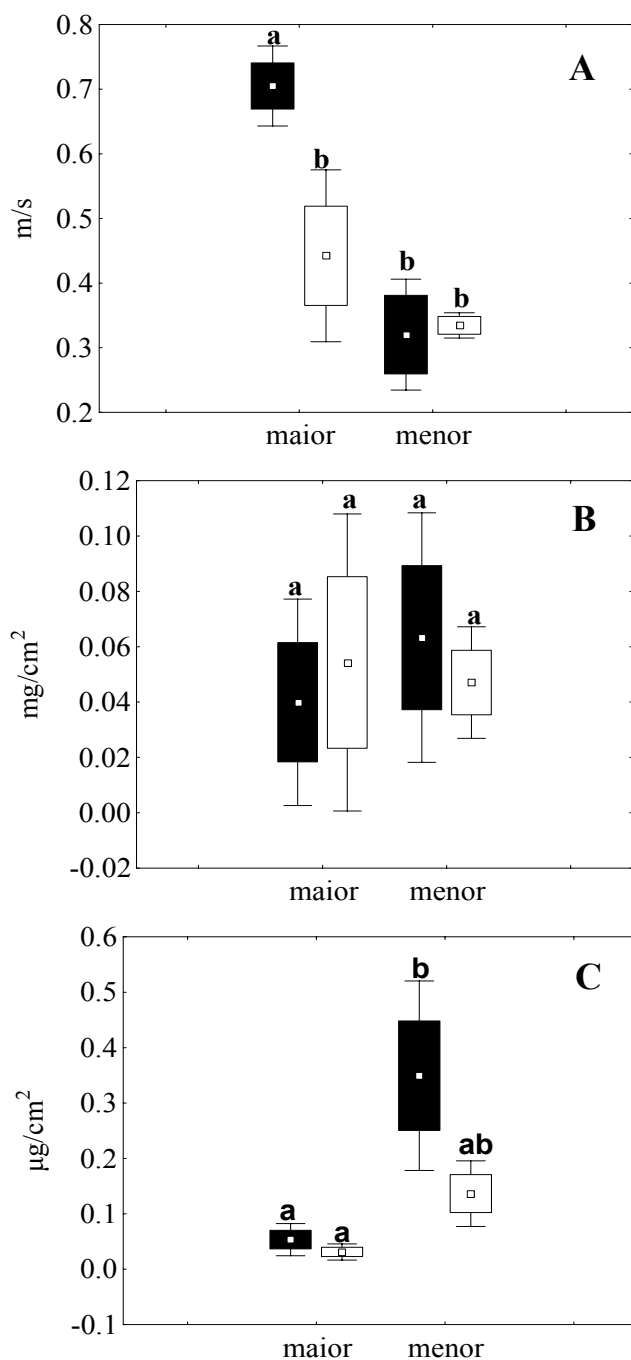 0.8
a
A
0.7
b
0.6
m/s
0.5
b
b
0.4
0.3
0.2
maior menor
0.12
a a
B
0.10
0.08
a
a
mg/cm²
0.06
0.04
0.02
0.00
-0.02
maior menor
0.6
b
C
0.5
0.4
µg/cm²
0.3
ab
0.2
a a
0.1
0.0
-0.1
maior menor